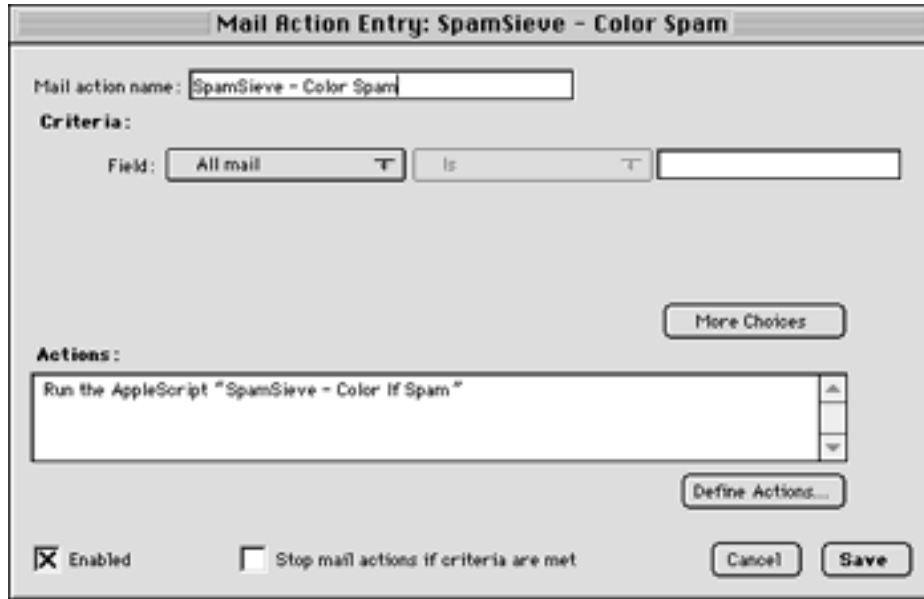 Mail Action Entry: SpamSieve - Color Spam
Mail action name: SpamSieve - Color Spam
Criteria:
Field: All mail Is
More Choices
Actions:
Run the AppleScript "SpamSieve - Color If Spam"
Define Actions...
Enabled Stop mail actions if criteria are met Cancel Save